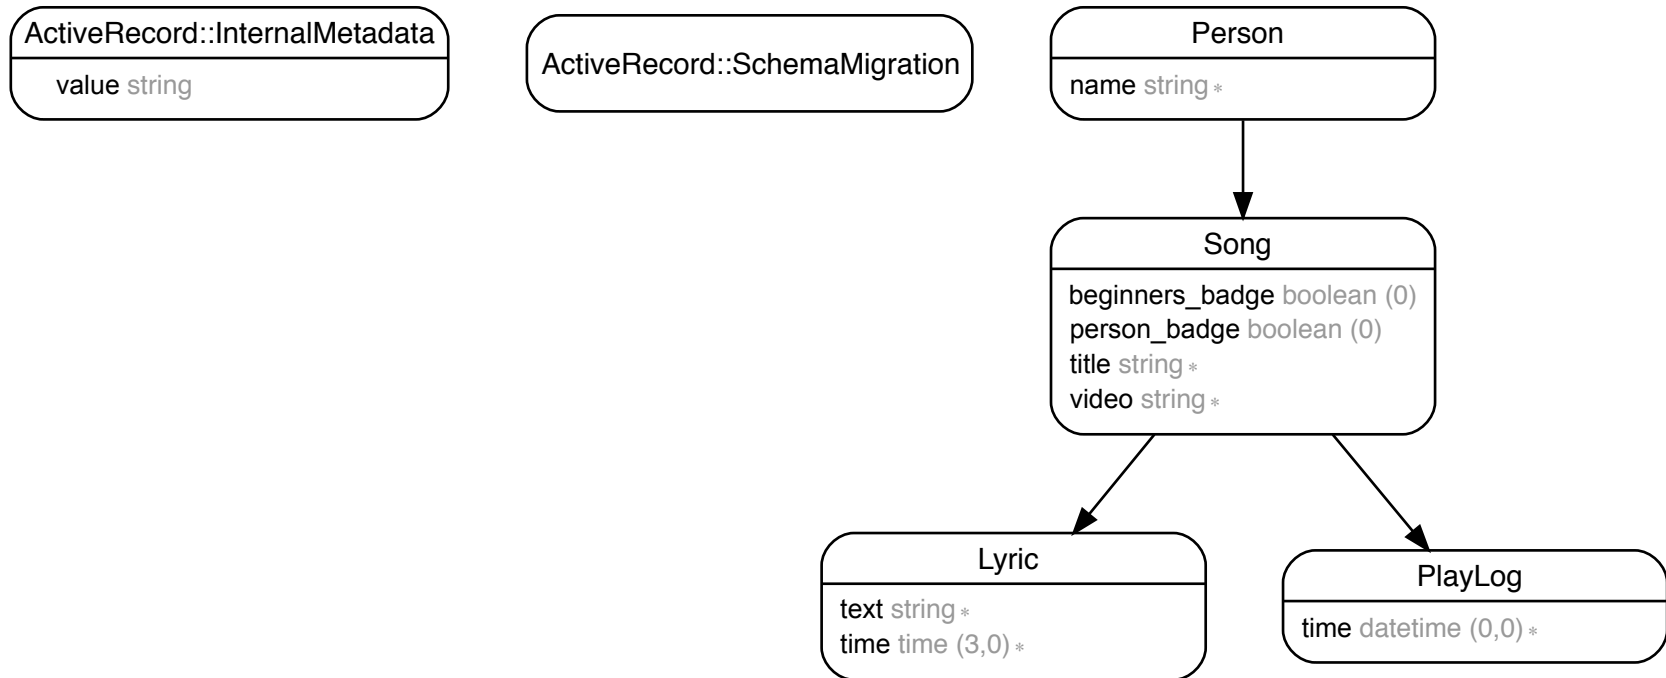 ActiveRecord::InternalMetadata
value string
ActiveRecord::SchemaMigration
Person
name string *
Song
beginners_badge boolean (0)
person_badge boolean (0)
title string *
video string *
Lyric
text string *
time time (3,0) *
PlayLog
time datetime (0,0) *